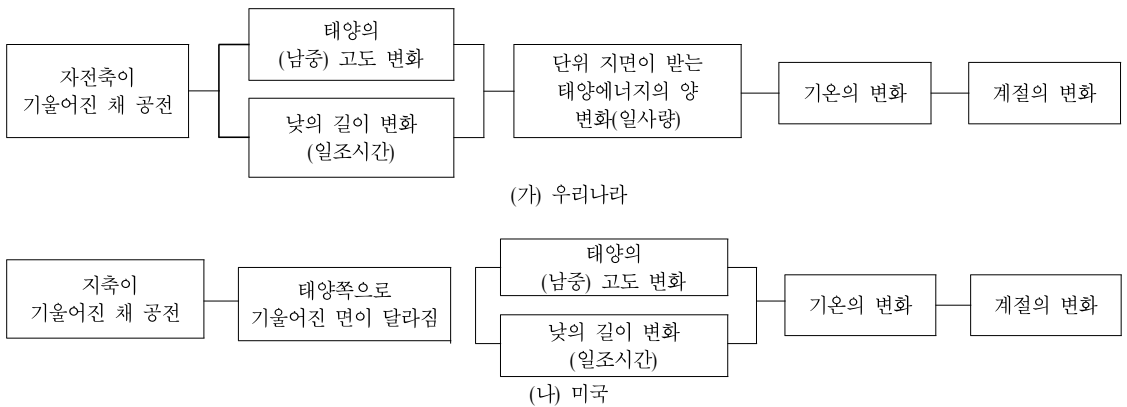 자전축이
기울어진 채 공전
태양의
(남중) 고도 변화
낮의 길이 변화
(일조시간)
단위 지면이 받는
태양에너지의 양
변화(일사량)
기온의 변화
계절의 변화
(가) 우리나라
지축이
기울어진 채 공전
태양쪽으로
기울어진 면이 달라짐
태양의
(남중) 고도 변화
낮의 길이 변화
(일조시간)
기온의 변화
계절의 변화
(나) 미국